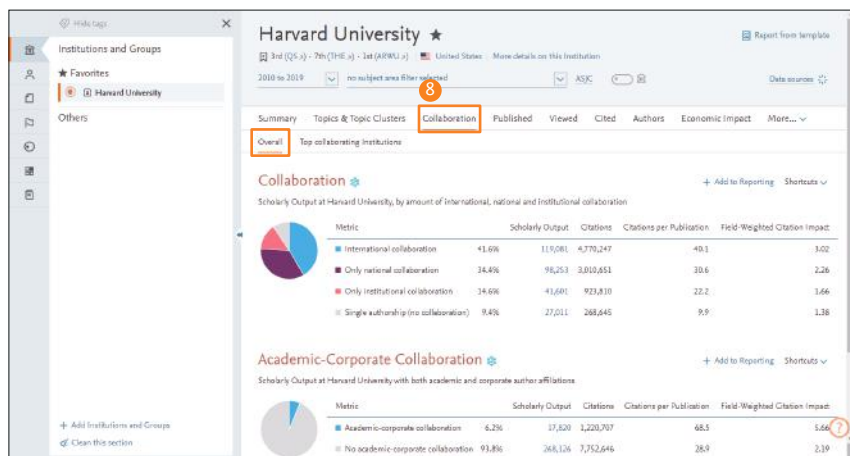 Hide tags
Institutions and Groups
Favorites
Harvard University
Others
+ Add Institutions and Groups
Clean this section
Harvard University ★
Report from template
3rd (QS ↗) - 7th (THE ↗) - 1st (ARWU ↗) United States More details on this Institution
2010 to 2019 no subject area filter selected ASJC Data sources
8
Summary Topics & Topic Clusters Collaboration Published Viewed Cited Authors Economic Impact More...
Overall Top collaborating Institutions
Collaboration + Add to Reporting Shortcuts
Scholarly Output at Harvard University, by amount of international, national and institutional collaboration
Metric Scholarly Output Citations Citations per Publication Field-Weighted Citation Impact
International collaboration 41.6% 119,081 4,770,247 40.1 3.02
Only national collaboration 34.4% 98,253 3,010,651 30.6 2.26
Only institutional collaboration 14.6% 41,601 923,810 22.2 1.66
Single authorship (no collaboration) 9.4% 27,011 268,645 9.9 1.38
Academic-Corporate Collaboration + Add to Reporting Shortcuts
Scholarly Output at Harvard University with both academic and corporate author affiliations
Metric Scholarly Output Citations Citations per Publication Field-Weighted Citation Impact
Academic-corporate collaboration 6.2% 17,820 1,220,707 68.5 5.66
No academic-corporate collaboration 93.8% 268,126 7,752,646 28.9 2.19
?